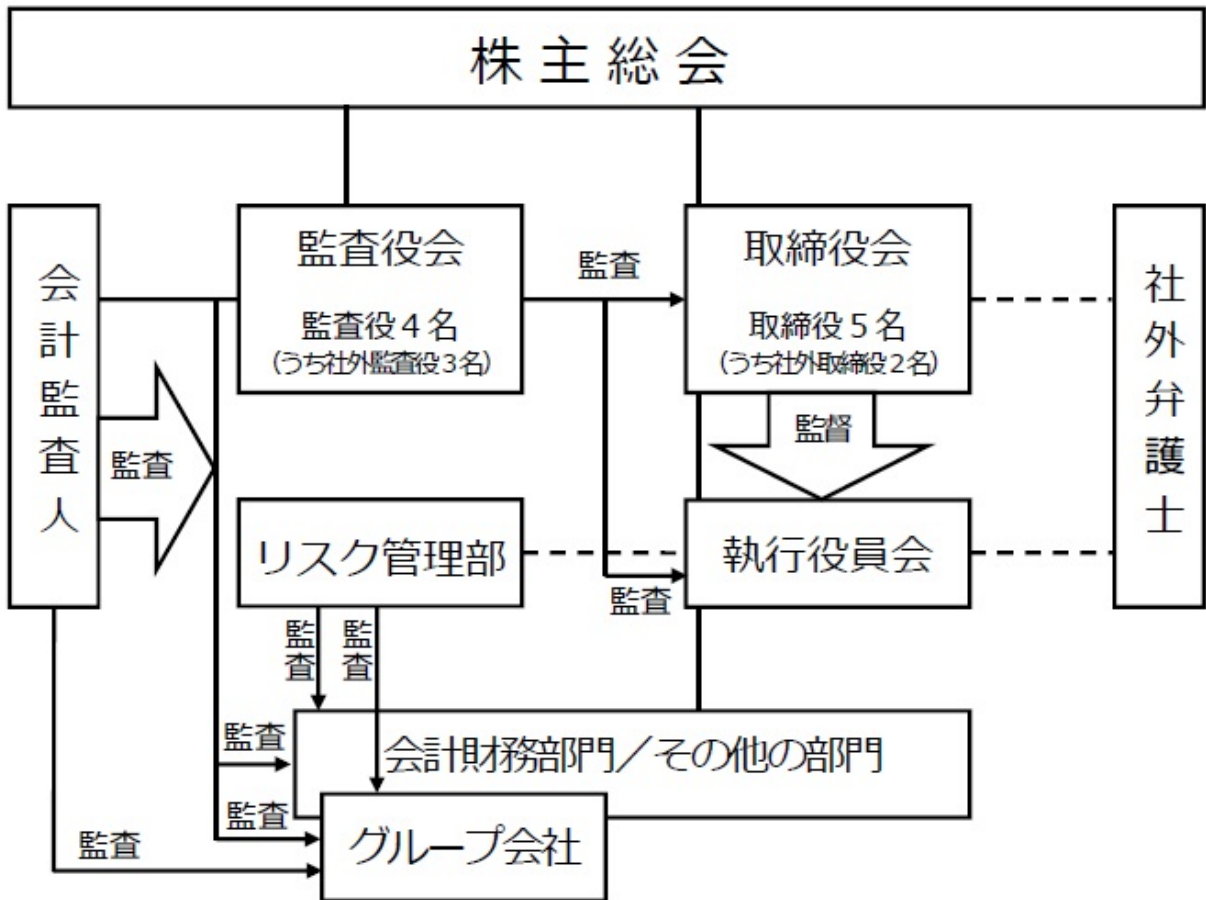 株主総会
会計監査人
監査役会
監査役4名
(うち社外監査役3名)
監査
取締役会
取締役5名
(うち社外取締役2名)
社外弁護士
監査
監督
リスク管理部
執行役員会
監査
監査
監査
監査
会計財務部門／その他の部門
監査
監査
グループ会社